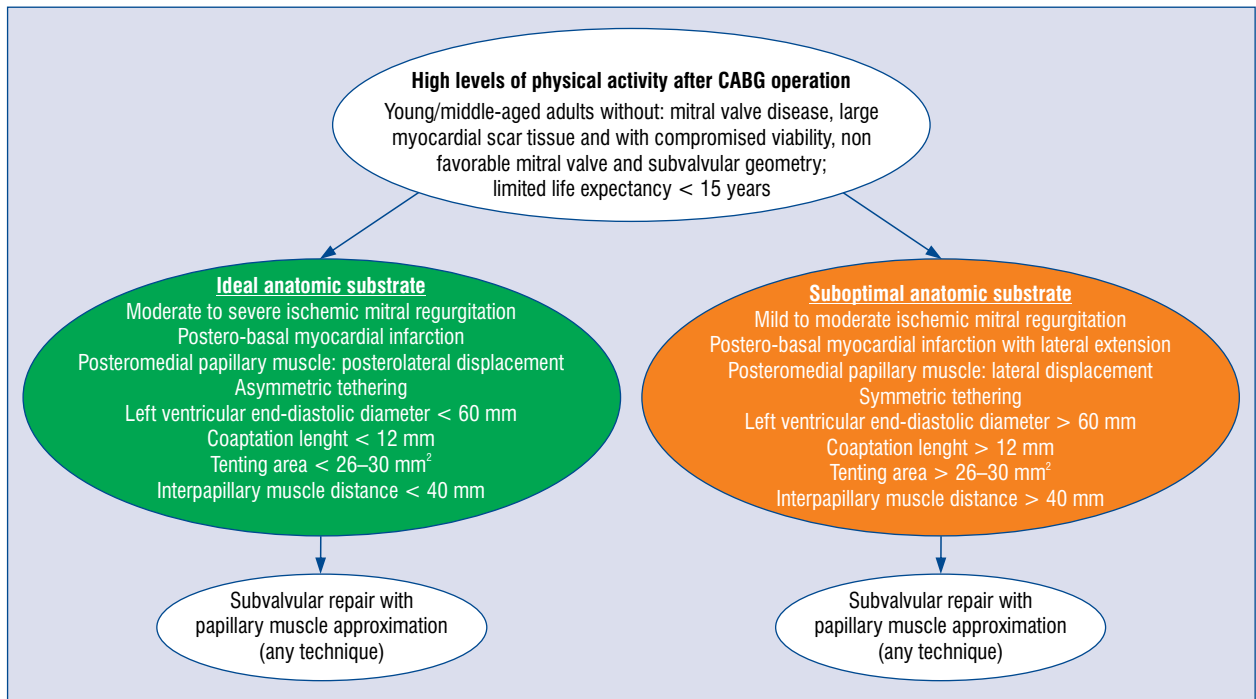 High levels of physical activity after CABG operation
Young/middle-aged adults without: mitral valve disease, large
myocardial scar tissue and with compromised viability, non
favorable mitral valve and subvalvular geometry;
limited life expectancy < 15 years
Ideal anatomic substrate
Moderate to severe ischemic mitral regurgitation
Postero-basal myocardial infarction
Posteromedial papillary muscle: posterolateral displacement
Asymmetric tethering
Left ventricular end-diastolic diameter < 60 mm
Coaptation lenght < 12 mm
Tenting area < 26–30 mm²
Interpapillary muscle distance < 40 mm
Suboptimal anatomic substrate
Mild to moderate ischemic mitral regurgitation
Postero-basal myocardial infarction with lateral extension
Posteromedial papillary muscle: lateral displacement
Symmetric tethering
Left ventricular end-diastolic diameter > 60 mm
Coaptation lenght > 12 mm
Tenting area > 26–30 mm²
Interpapillary muscle distance > 40 mm
Subvalvular repair with
papillary muscle approximation
(any technique)
Subvalvular repair with
papillary muscle approximation
(any technique)